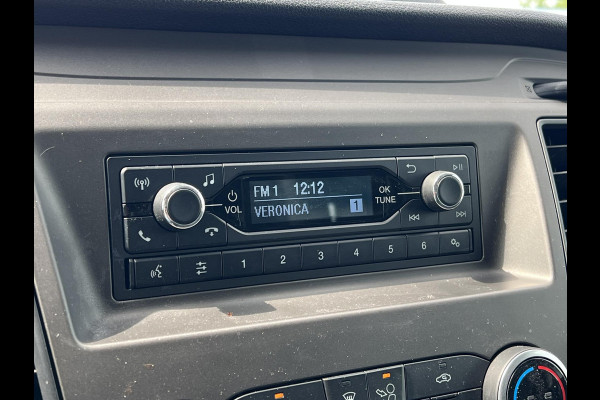 FM 1 12:12
VERONICA 1
VOL
OK
TUNE
1 2 3 4 5 6